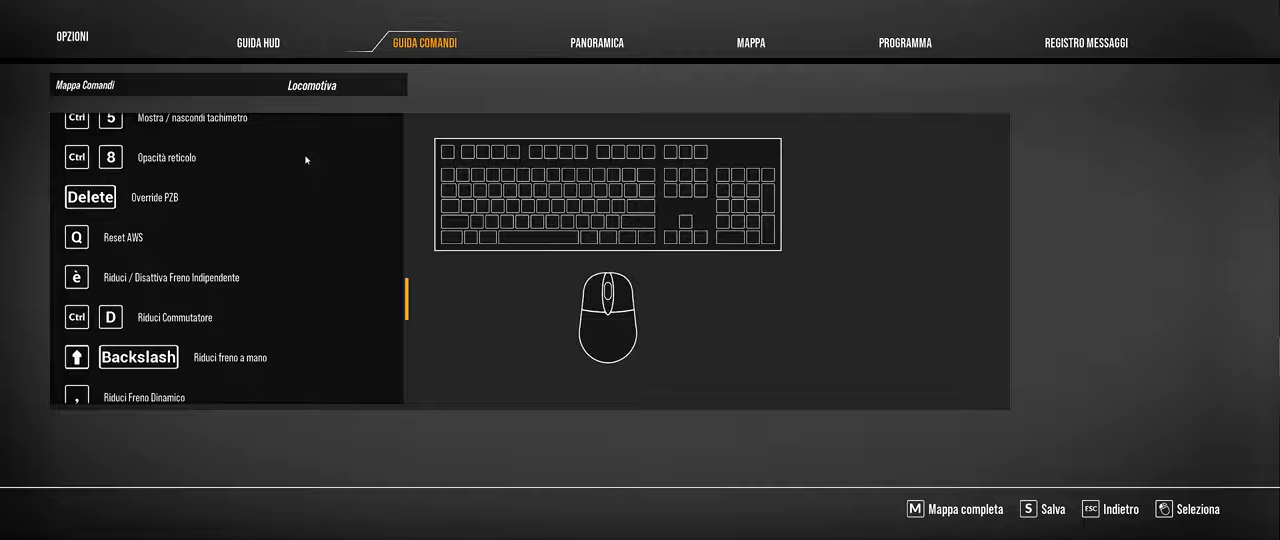 OPZIONI
GUIDA HUD
GUIDA COMANDI
PANORAMICA
MAPPA
PROGRAMMA
REGISTRO MESSAGGI
Mappa Comandi
Locomotiva
Ctrl 5 Mostra / nascondi tachimetro
Ctrl 8 Opacità reticolo
Delete Override PZB
Q Reset AWS
è Riduci / Disattiva Freno Indipendente
Ctrl D Riduci Commutatore
Backslash Riduci freno a mano
, Riduci Freno Dinamico
M Mappa completa
S Salva
ESC Indietro
Seleziona